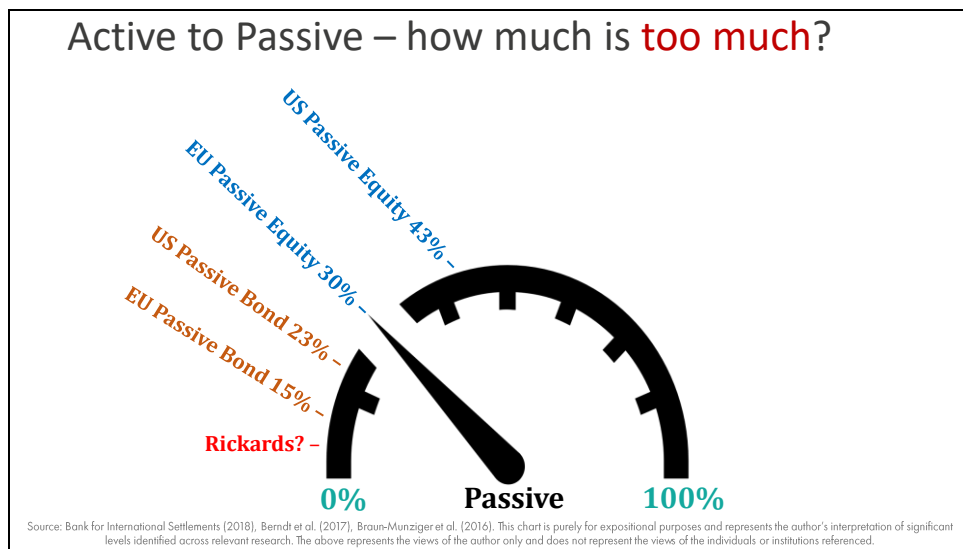 Active to Passive – how much is too much?
US Passive Equity 43% –
EU Passive Equity 30% –
US Passive Bond 23% –
EU Passive Bond 15% –
Rickards? –
0%
Passive
100%
Source: Bank for International Settlements (2018), Berndt et al. (2017), Braun-Munziger et al. (2016). This chart is purely for expositional purposes and represents the author's interpretation of significant
levels identified across relevant research. The above represents the views of the author only and does not represent the views of the individuals or institutions referenced.